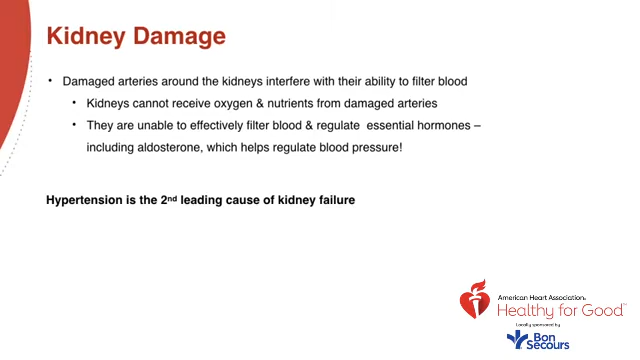 Kidney Damage
• Damaged arteries around the kidneys interfere with their ability to filter blood
• Kidneys cannot receive oxygen & nutrients from damaged arteries
• They are unable to effectively filter blood & regulate essential hormones –
including aldosterone, which helps regulate blood pressure!
Hypertension is the 2nd leading cause of kidney failure
American Heart Association®
Healthy for Good™
Locally sponsored by
Bon
Secours